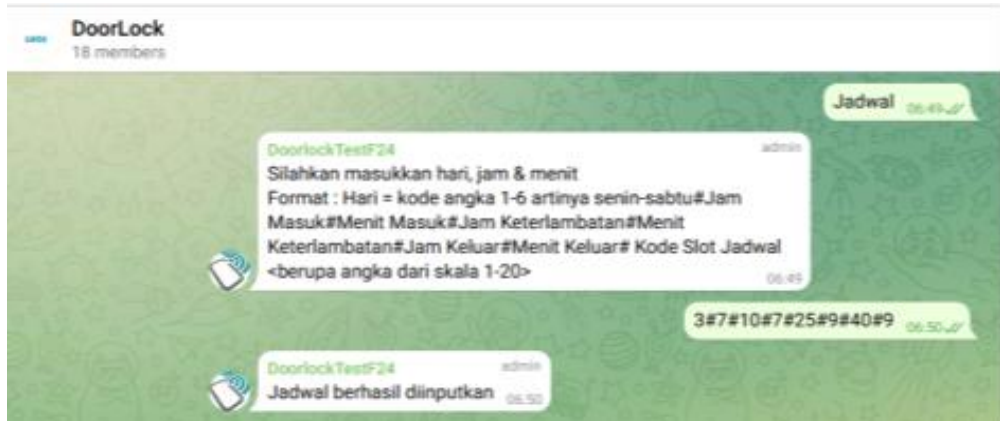 DoorLock
18 members
Jadwal 06:49
DoorlockTestF24 admin
Silahkan masukkan hari, jam & menit
Format : Hari = kode angka 1-6 artinya senin-sabtu#Jam
Masuk#Menit Masuk#Jam Keterlambatan#Menit
Keterlambatan#Jam Keluar#Menit Keluar# Kode Slot Jadwal
<berupa angka dari skala 1-20> 06:49
3#7#10#7#25#9#40#9 06:50
DoorlockTestF24 admin
Jadwal berhasil diinputkan 06:50